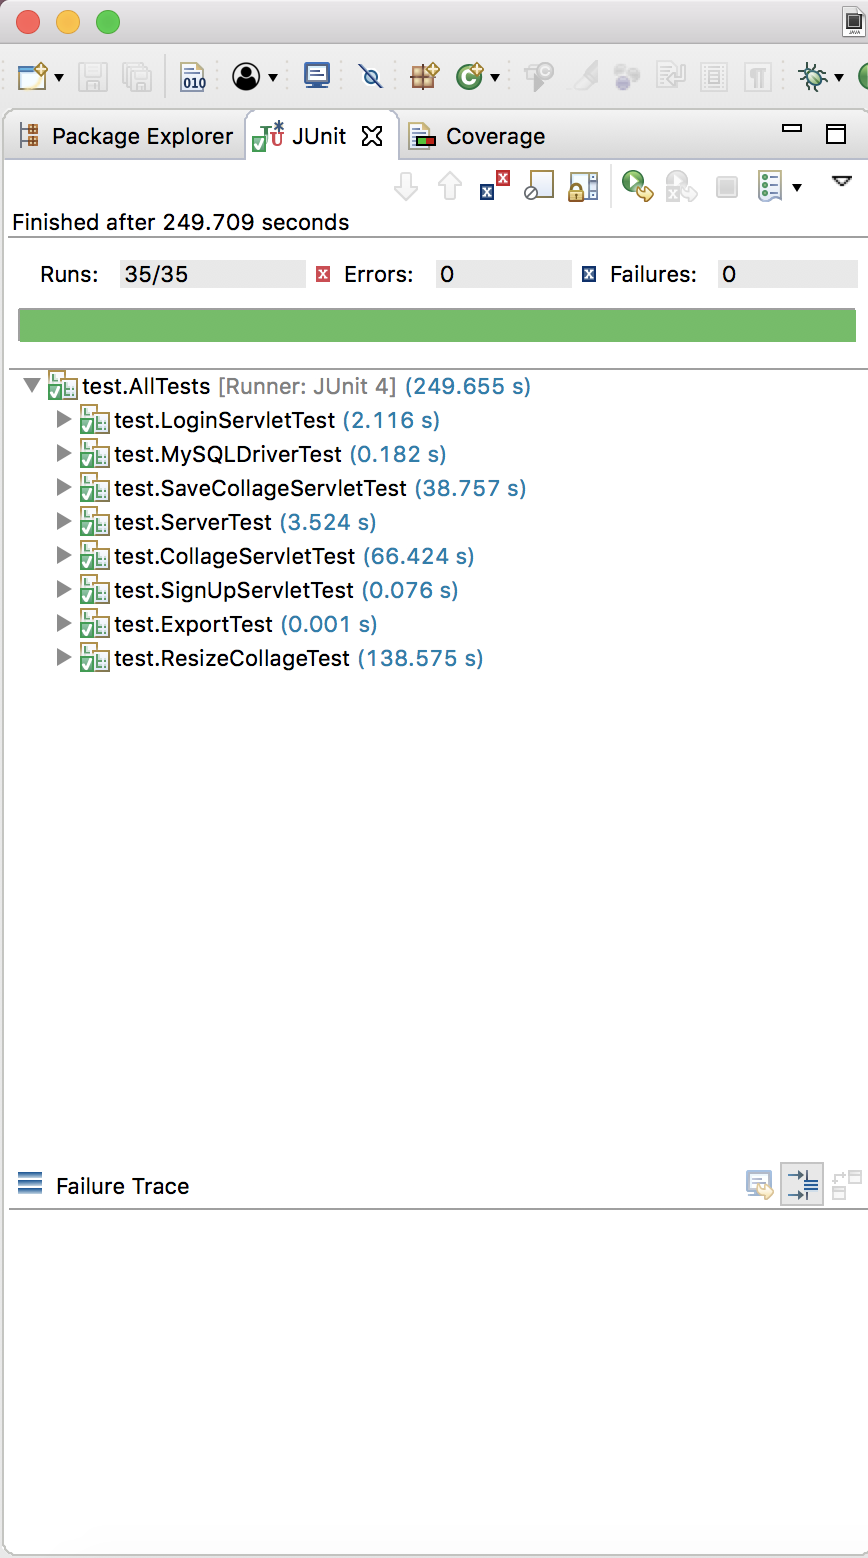 010
Package Explorer JUnit Coverage
Finished after 249.709 seconds
Runs: 35/35 Errors: 0 Failures: 0
test.AllTests [Runner: JUnit 4] (249.655 s)
test.LoginServletTest (2.116 s)
test.MySQLDriverTest (0.182 s)
test.SaveCollageServletTest (38.757 s)
test.ServerTest (3.524 s)
test.CollageServletTest (66.424 s)
test.SignUpServletTest (0.076 s)
test.ExportTest (0.001 s)
test.ResizeCollageTest (138.575 s)
Failure Trace